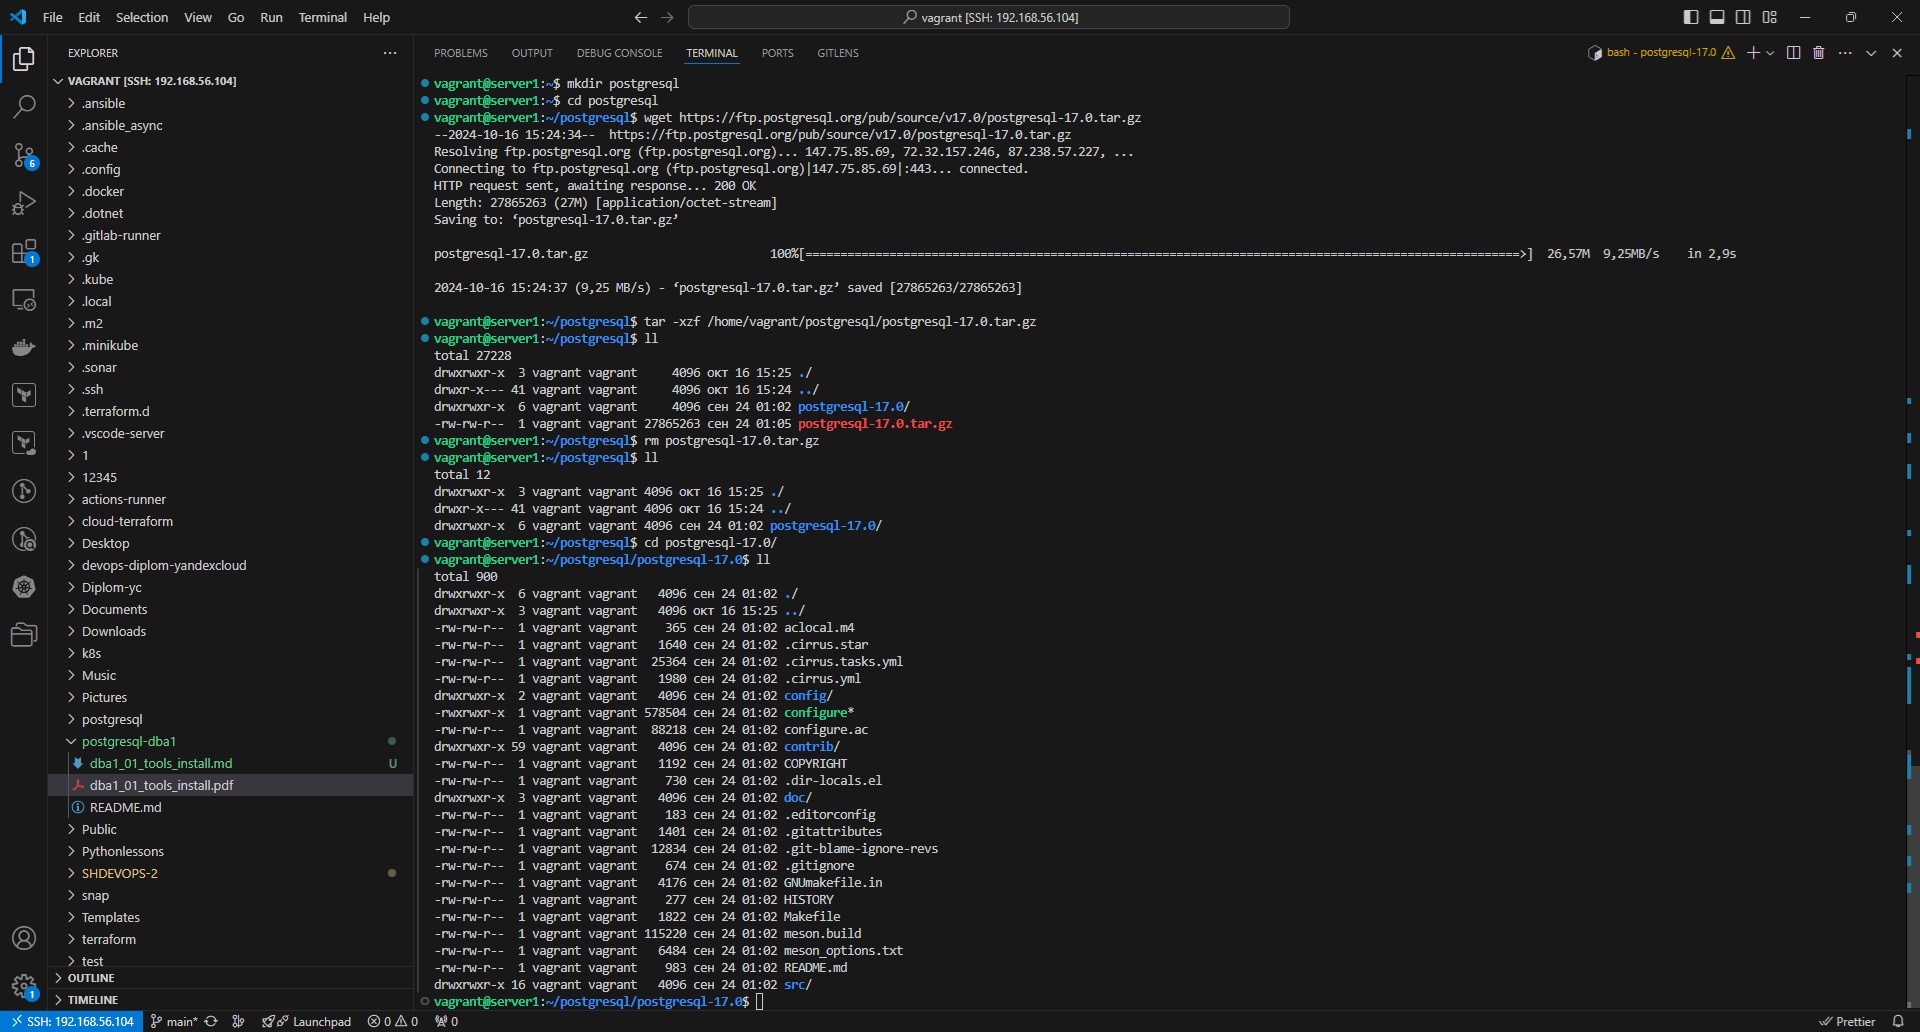 File Edit Selection View Go Run Terminal Help
vagrant [SSH: 192.168.56.104]
EXPLORER
VAGRANT [SSH: 192.168.56.104]
.ansible
.ansible_async
.cache
.config
.docker
.dotnet
.gitlab-runner
.gk
.kube
.local
.m2
.minikube
.sonar
.ssh
.terraform.d
.vscode-server
1
12345
actions-runner
cloud-terraform
Desktop
devops-diplom-yandexcloud
Diplom-yc
Documents
Downloads
k8s
Music
Pictures
postgresql
postgresql-dba1
dba1_01_tools_install.md U
dba1_01_tools_install.pdf
README.md
Public
Pythonlessons
SHDEVOPS-2
snap
Templates
terraform
test
OUTLINE
TIMELINE
6
1
1
PROBLEMS OUTPUT DEBUG CONSOLE TERMINAL PORTS GITLENS
bash - postgresql-17.0
vagrant@server1:~$ mkdir postgresql
vagrant@server1:~$ cd postgresql
vagrant@server1:~/postgresql$ wget https://ftp.postgresql.org/pub/source/v17.0/postgresql-17.0.tar.gz
--2024-10-16 15:24:34-- https://ftp.postgresql.org/pub/source/v17.0/postgresql-17.0.tar.gz
Resolving ftp.postgresql.org (ftp.postgresql.org)... 147.75.85.69, 72.32.157.246, 87.238.57.227, ...
Connecting to ftp.postgresql.org (ftp.postgresql.org)|147.75.85.69|:443... connected.
HTTP request sent, awaiting response... 200 OK
Length: 27865263 (27M) [application/octet-stream]
Saving to: ‘postgresql-17.0.tar.gz’
postgresql-17.0.tar.gz 100%[======================================================================================================>] 26,57M 9,25MB/s in 2,9s
2024-10-16 15:24:37 (9,25 MB/s) - ‘postgresql-17.0.tar.gz’ saved [27865263/27865263]
vagrant@server1:~/postgresql$ tar -xzf /home/vagrant/postgresql/postgresql-17.0.tar.gz
vagrant@server1:~/postgresql$ ll
total 27228
drwxrwxr-x 3 vagrant vagrant 4096 окт 16 15:25 ./
drwxr-x--- 41 vagrant vagrant 4096 окт 16 15:24 ../
drwxrwxr-x 6 vagrant vagrant 4096 сен 24 01:02 postgresql-17.0/
-rw-rw-r-- 1 vagrant vagrant 27865263 сен 24 01:05 postgresql-17.0.tar.gz
vagrant@server1:~/postgresql$ rm postgresql-17.0.tar.gz
vagrant@server1:~/postgresql$ ll
total 12
drwxrwxr-x 3 vagrant vagrant 4096 окт 16 15:25 ./
drwxr-x--- 41 vagrant vagrant 4096 окт 16 15:24 ../
drwxrwxr-x 6 vagrant vagrant 4096 сен 24 01:02 postgresql-17.0/
vagrant@server1:~/postgresql$ cd postgresql-17.0/
vagrant@server1:~/postgresql/postgresql-17.0$ ll
total 900
drwxrwxr-x 6 vagrant vagrant 4096 сен 24 01:02 ./
drwxrwxr-x 3 vagrant vagrant 4096 окт 16 15:25 ../
-rw-rw-r-- 1 vagrant vagrant 365 сен 24 01:02 aclocal.m4
-rw-rw-r-- 1 vagrant vagrant 1640 сен 24 01:02 .cirrus.star
-rw-rw-r-- 1 vagrant vagrant 25364 сен 24 01:02 .cirrus.tasks.yml
-rw-rw-r-- 1 vagrant vagrant 1980 сен 24 01:02 .cirrus.yml
drwxrwxr-x 2 vagrant vagrant 4096 сен 24 01:02 config/
-rwxrwxr-x 1 vagrant vagrant 578504 сен 24 01:02 configure*
-rw-rw-r-- 1 vagrant vagrant 88218 сен 24 01:02 configure.ac
drwxrwxr-x 59 vagrant vagrant 4096 сен 24 01:02 contrib/
-rw-rw-r-- 1 vagrant vagrant 1192 сен 24 01:02 COPYRIGHT
-rw-rw-r-- 1 vagrant vagrant 730 сен 24 01:02 .dir-locals.el
drwxrwxr-x 3 vagrant vagrant 4096 сен 24 01:02 doc/
-rw-rw-r-- 1 vagrant vagrant 183 сен 24 01:02 .editorconfig
-rw-rw-r-- 1 vagrant vagrant 1401 сен 24 01:02 .gitattributes
-rw-rw-r-- 1 vagrant vagrant 12834 сен 24 01:02 .git-blame-ignore-revs
-rw-rw-r-- 1 vagrant vagrant 674 сен 24 01:02 .gitignore
-rw-rw-r-- 1 vagrant vagrant 4176 сен 24 01:02 GNUmakefile.in
-rw-rw-r-- 1 vagrant vagrant 277 сен 24 01:02 HISTORY
-rw-rw-r-- 1 vagrant vagrant 1822 сен 24 01:02 Makefile
-rw-rw-r-- 1 vagrant vagrant 115220 сен 24 01:02 meson.build
-rw-rw-r-- 1 vagrant vagrant 6484 сен 24 01:02 meson_options.txt
-rw-rw-r-- 1 vagrant vagrant 983 сен 24 01:02 README.md
drwxrwxr-x 16 vagrant vagrant 4096 сен 24 01:02 src/
vagrant@server1:~/postgresql/postgresql-17.0$
SSH: 192.168.56.104 main* Launchpad 0 0 0 Prettier